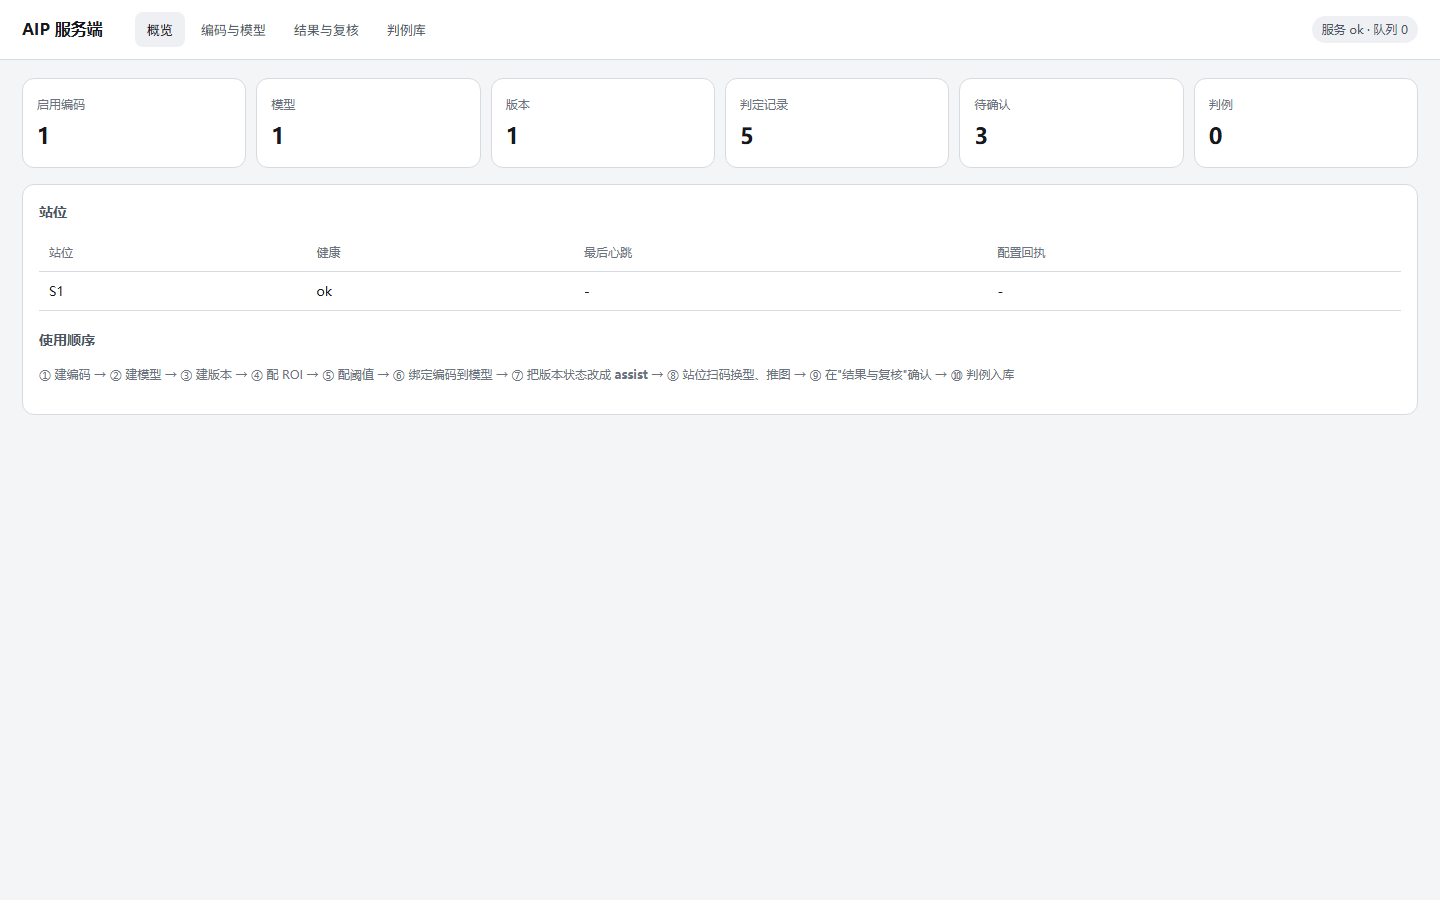 AIP 服务端 概览 编码与模型 结果与复核 判例库 服务 ok · 队列 0
启用编码 模型 版本 判定记录 待确认 判例
1 1 1 5 3 0
站位
站位 健康 最后心跳 配置回执
S1 ok - -
使用顺序
① 建编码 → ② 建模型 → ③ 建版本 → ④ 配 ROI → ⑤ 配阈值 → ⑥ 绑定编码到模型 → ⑦ 把版本状态改成 assist → ⑧ 站位扫码换型、推图 → ⑨ 在"结果与复核"确认 → ⑩ 判例入库